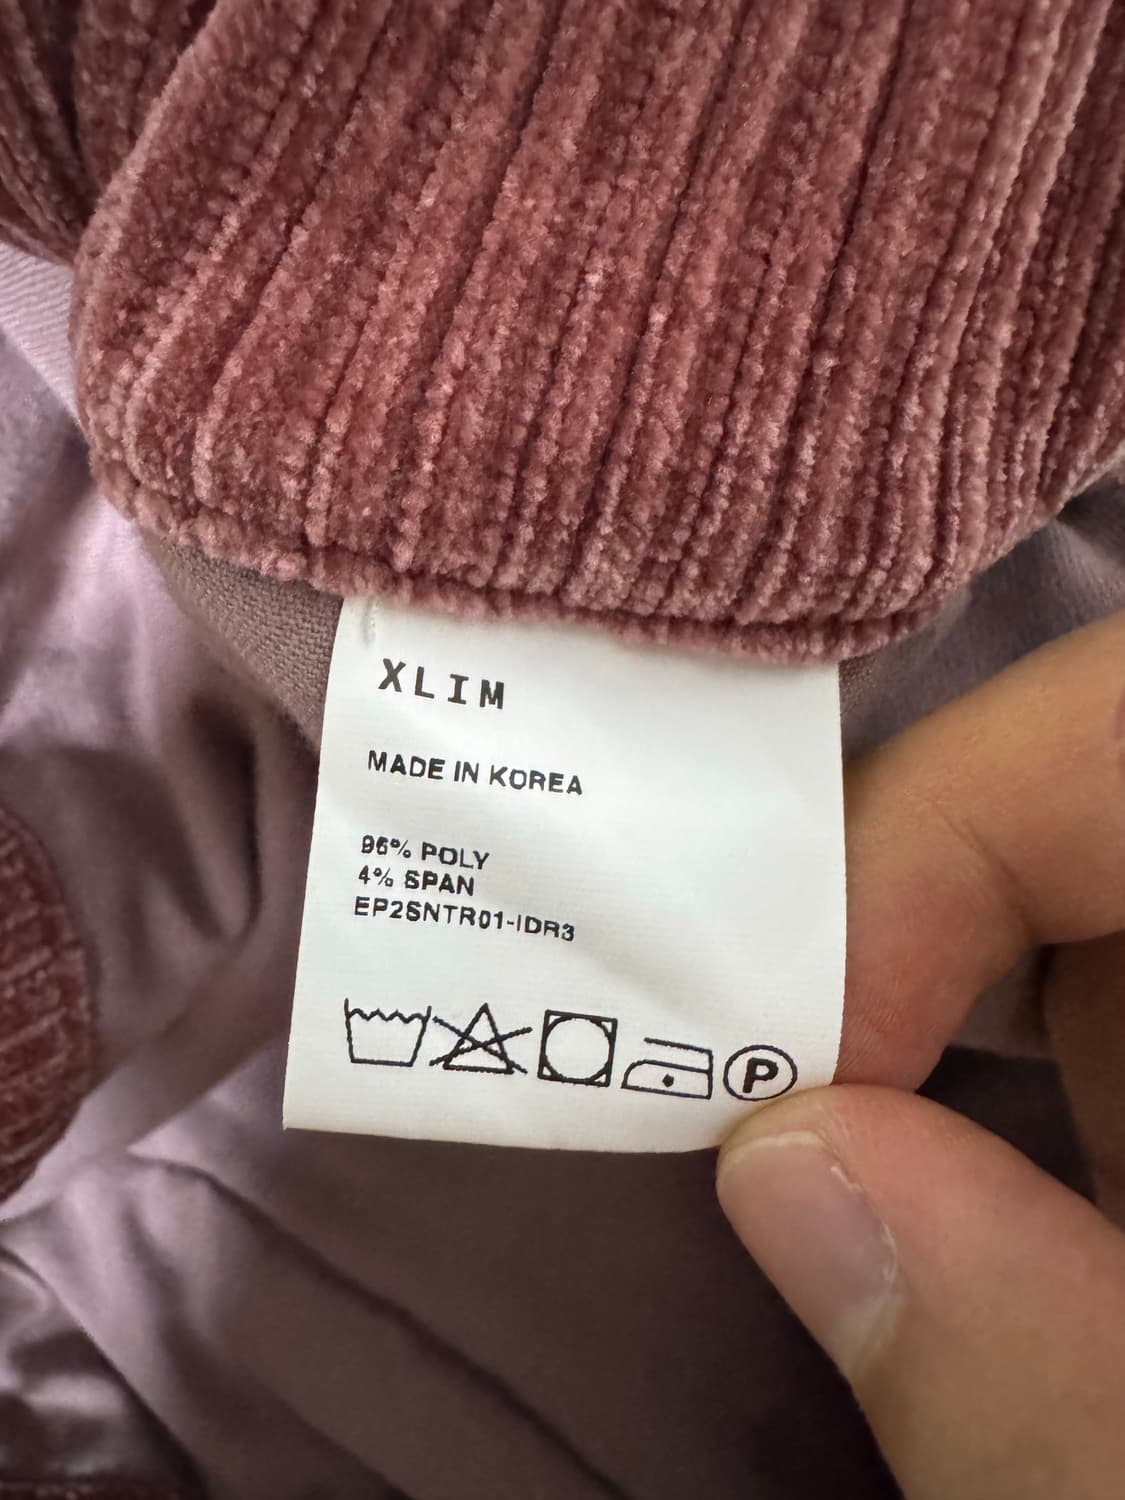 XLIM
MADE IN KOREA
96% POLY
4% SPAN
EP2SNTR01-IDR3
P